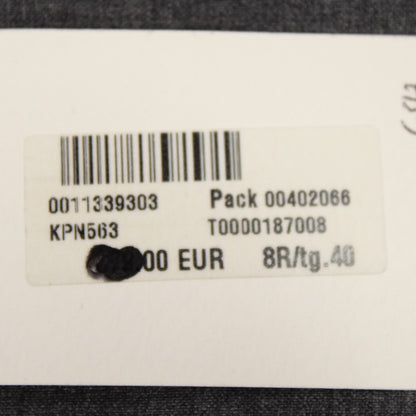 0011339303 Pack 00402066
KPN563 T0000187008
00 EUR 8R/tg.40